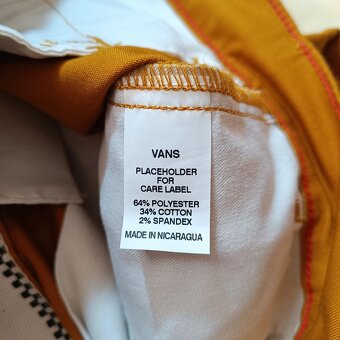 VANS
PLACEHOLDER
FOR
CARE LABEL
64% POLYESTER
34% COTTON
2% SPANDEX
MADE IN NICARAGUA